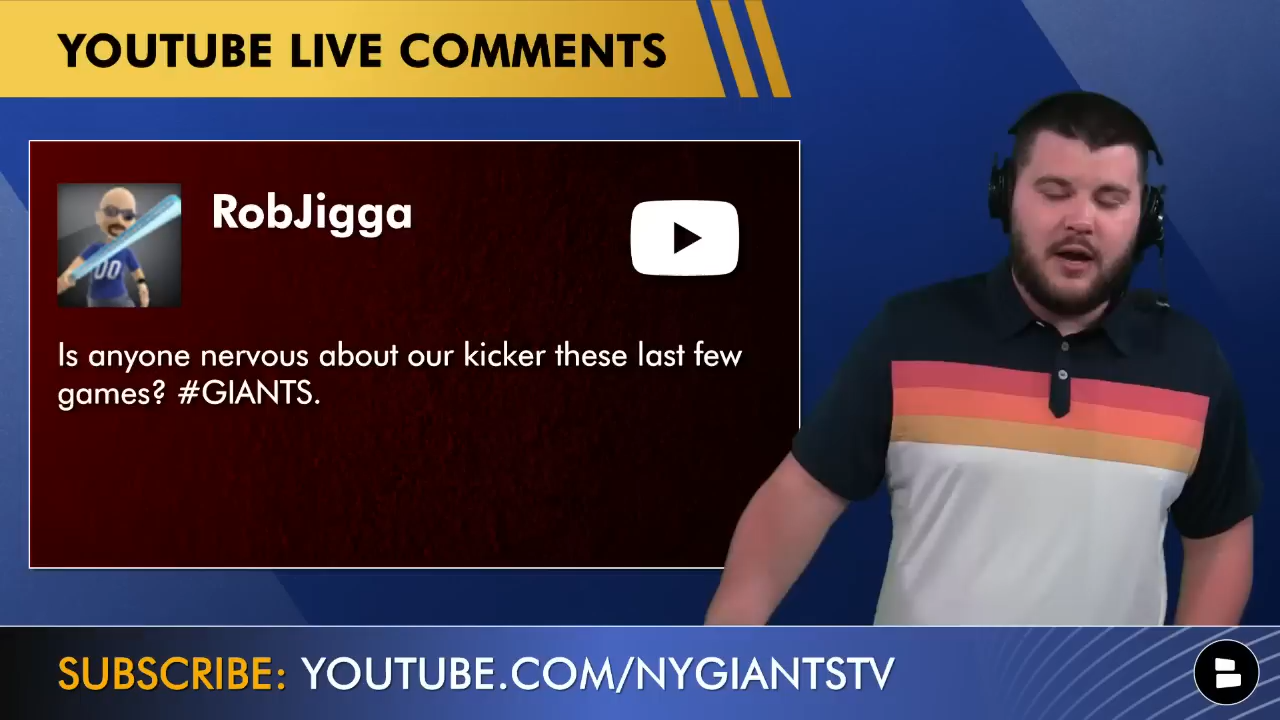 YOUTUBE LIVE COMMENTS
RobJigga
Is anyone nervous about our kicker these last few
games? #GIANTS.
00
SUBSCRIBE: YOUTUBE.COM/NYGIANTSTV